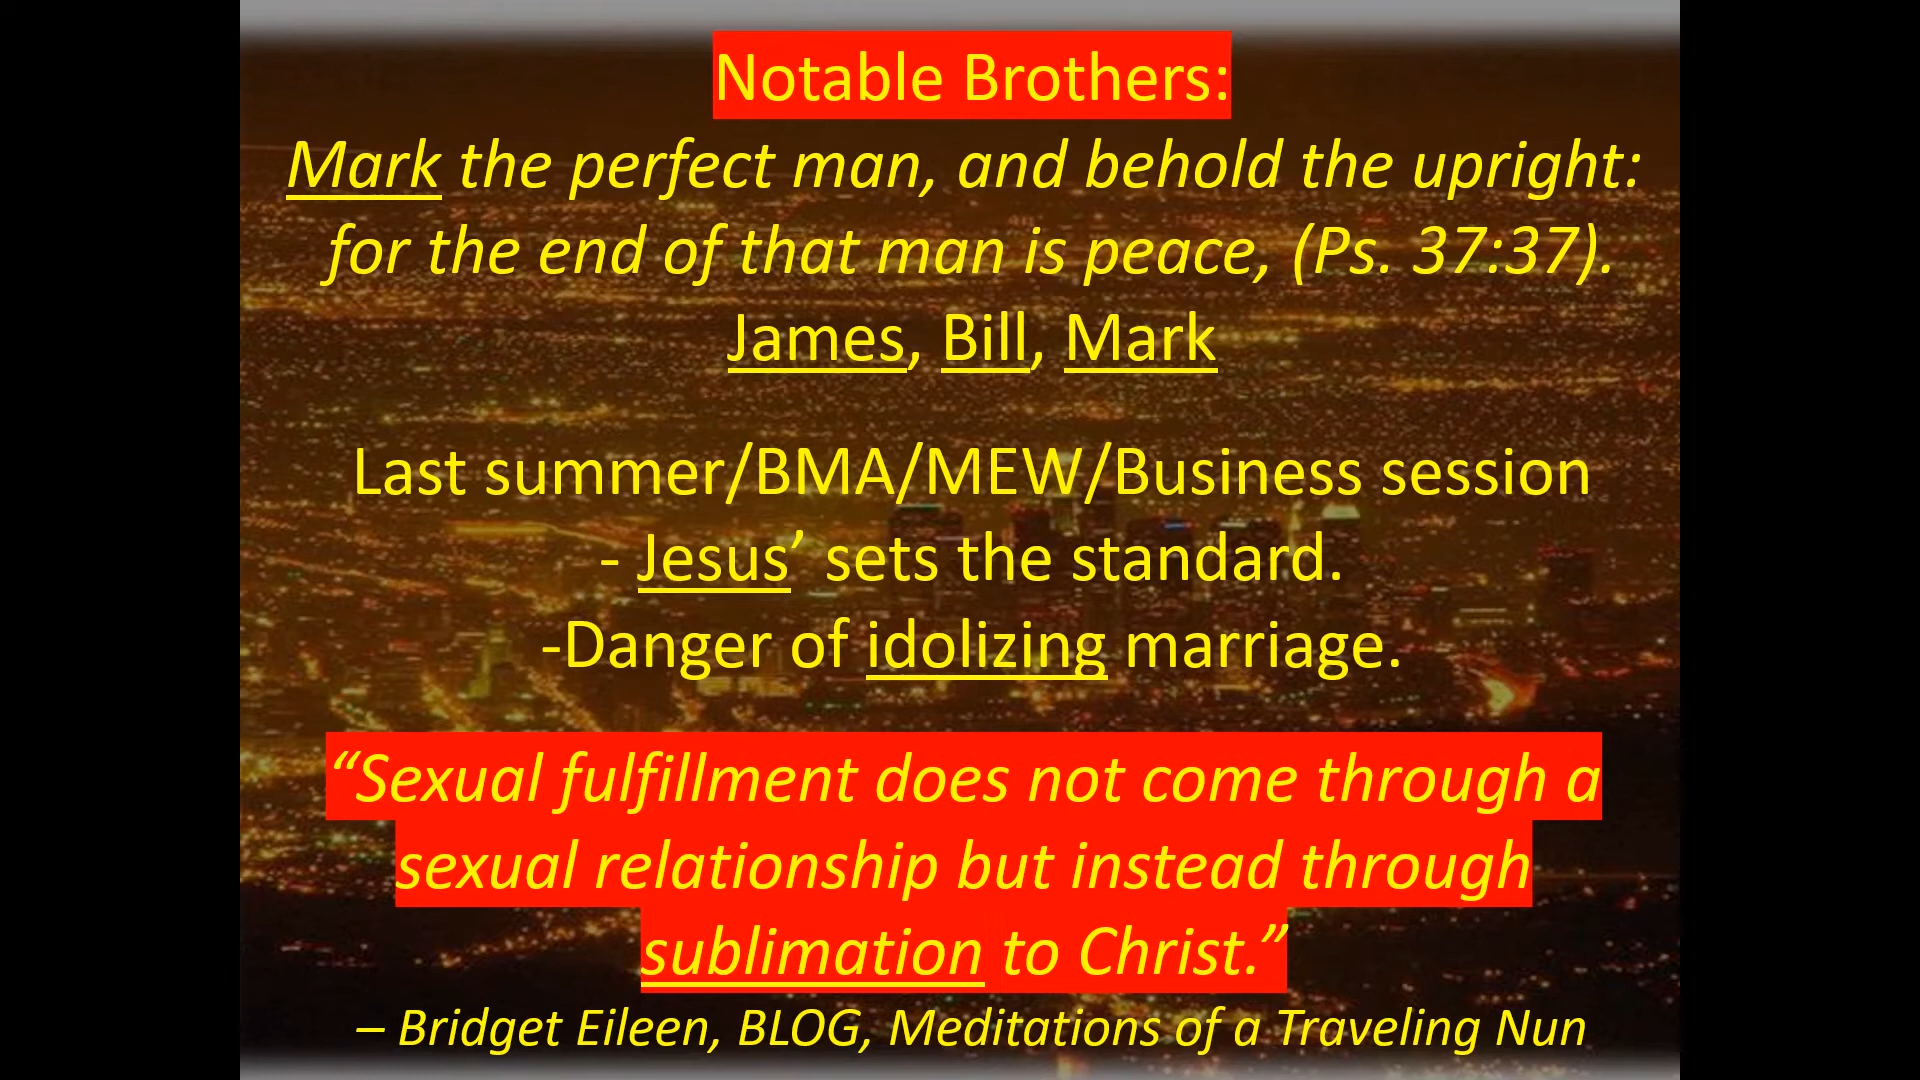 Notable Brothers:
Mark the perfect man, and behold the upright:
for the end of that man is peace, (Ps. 37:37).
James, Bill, Mark
Last summer/BMA/MEW/Business session
- Jesus’ sets the standard.
-Danger of idolizing marriage.
“Sexual fulfillment does not come through a
sexual relationship but instead through
sublimation to Christ.”
– Bridget Eileen, BLOG, Meditations of a Traveling Nun